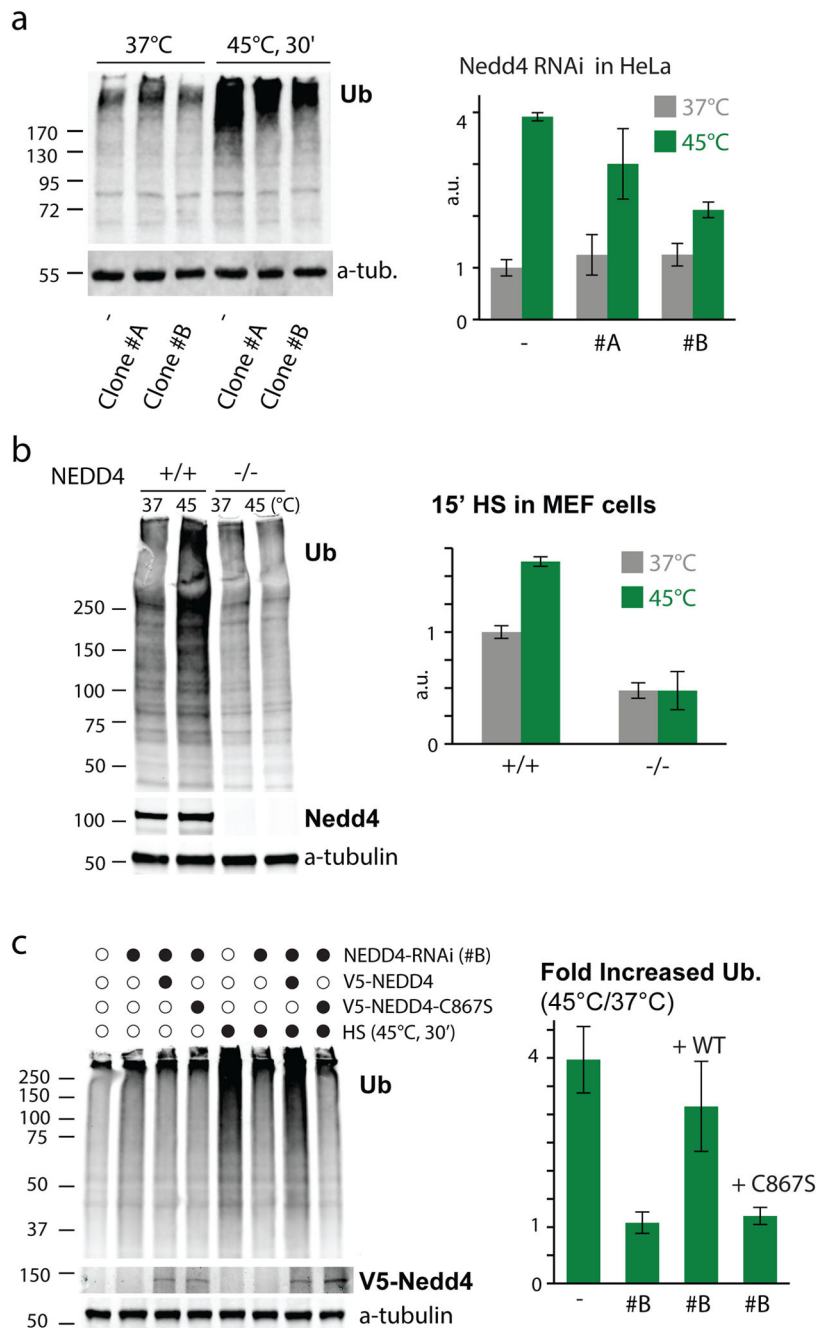 a
37°C 45°C, 30'
Ub
170
130
95
72
55
a-tub.
- Clone #A Clone #B - Clone #A Clone #B
Nedd4 RNAi in HeLa
37°C
45°C
a.u.
4
1
0
- #A #B
b
NEDD4 +/+ -/-
37 45 37 45 (°C)
Ub
250
150
100
75
50
100
Nedd4
50
a-tubulin
15’ HS in MEF cells
37°C
45°C
a.u.
1
0
+/+ -/-
c
NEDD4-RNAi (#B)
V5-NEDD4
V5-NEDD4-C867S
HS (45°C, 30’)
Ub
250
150
100
75
50
37
150
V5-Nedd4
50
a-tubulin
Fold Increased Ub.
(45°C/37°C)
+ WT
+ C867S
4
1
0
- #B #B #B